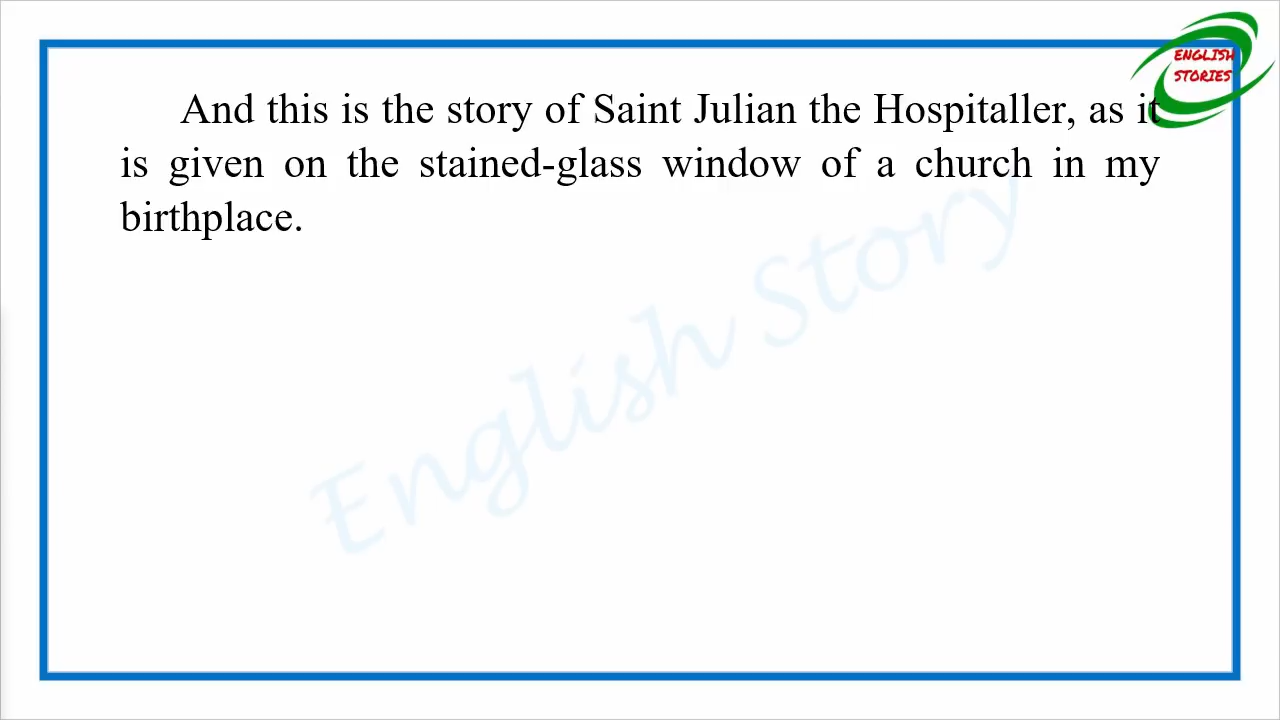 ENGLISH
STORIES
And this is the story of Saint Julian the Hospitaller, as it
is given on the stained-glass window of a church in my
birthplace.
English Story